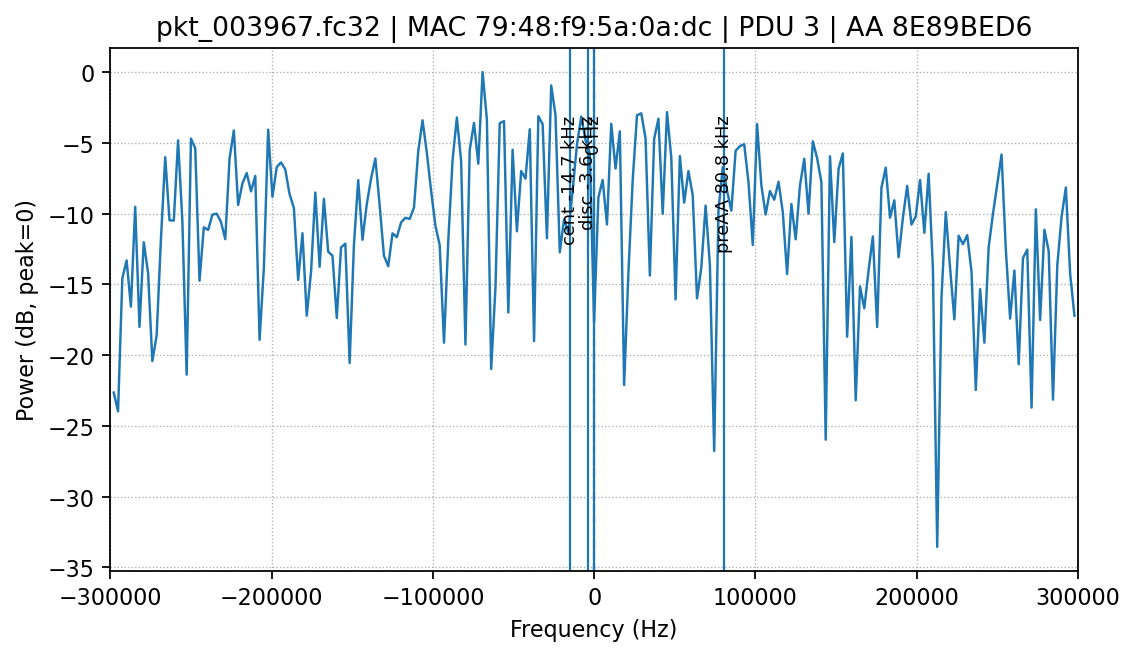 pkt_003967.fc32 | MAC 79:48:f9:5a:0a:dc | PDU 3 | AA 8E89BED6
Power (dB, peak=0)
0
−5
−10
−15
−20
−25
−30
−35
cent -14.7 kHz
disc -3.6 kHz
preAA 80.8 kHz
−300000
−200000
−100000
0
100000
200000
300000
Frequency (Hz)